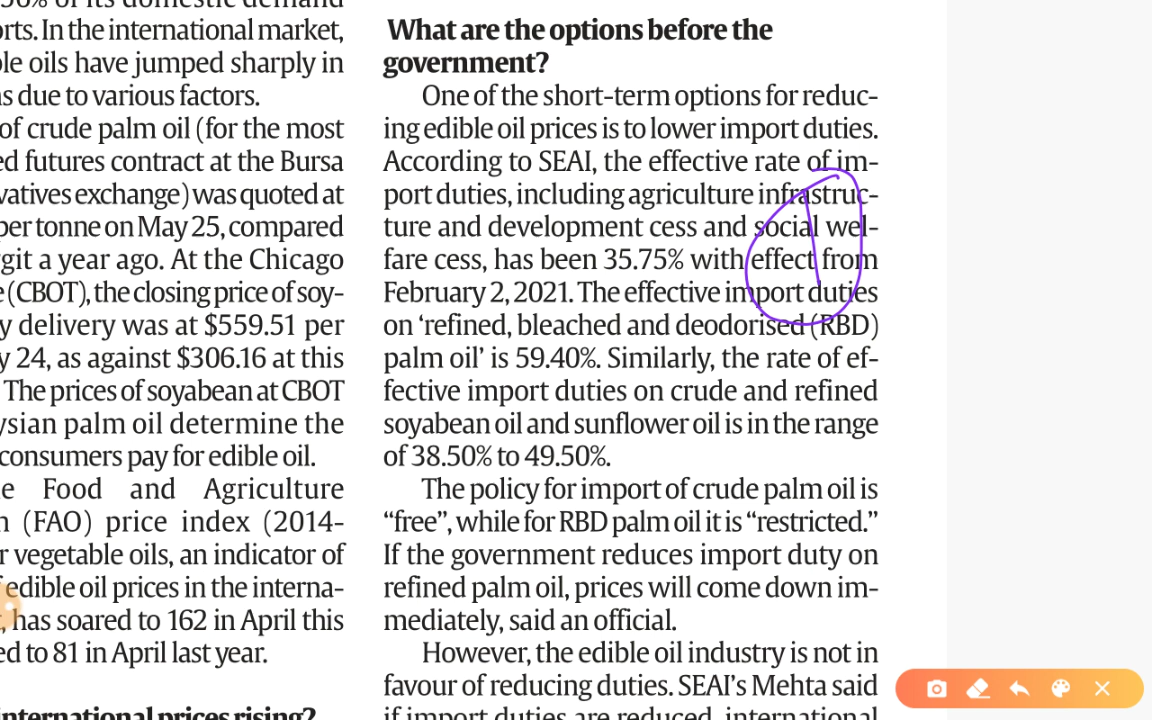 orts. In the international market,
ole oils have jumped sharply in
as due to various factors.
of crude palm oil (for the most
ed futures contract at the Bursa
vatives exchange) was quoted at
per tonne on May 25, compared
git a year ago. At the Chicago
e (CBOT), the closing price of soy-
y delivery was at $559.51 per
y 24, as against $306.16 at this
The prices of soyabean at CBOT
ysian palm oil determine the
consumers pay for edible oil.
e Food and Agriculture
n (FAO) price index (2014-
r vegetable oils, an indicator of
edible oil prices in the interna-
, has soared to 162 in April this
ed to 81 in April last year.
international prices rising?
What are the options before the
government?
One of the short-term options for reduc-
ing edible oil prices is to lower import duties.
According to SEAI, the effective rate of im-
port duties, including agriculture infrastruc-
ture and development cess and social wel-
fare cess, has been 35.75% with effect from
February 2, 2021. The effective import duties
on ‘refined, bleached and deodorised (RBD)
palm oil’ is 59.40%. Similarly, the rate of ef-
fective import duties on crude and refined
soyabean oil and sunflower oil is in the range
of 38.50% to 49.50%.
The policy for import of crude palm oil is
“free”, while for RBD palm oil it is “restricted.”
If the government reduces import duty on
refined palm oil, prices will come down im-
mediately, said an official.
However, the edible oil industry is not in
favour of reducing duties. SEAI’s Mehta said
if import duties are reduced, international